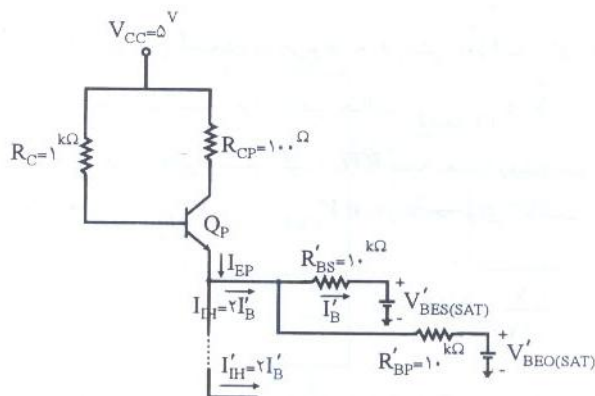 V_CC=۵^V
R_C=۱^kΩ
R_CP=۱۰۰^Ω
Q_P
I_EP
R'_BS=۱۰^kΩ
I_IH=۲I'_B
I'_B
+
-
V'_BES(SAT)
R'_BP=۱۰^kΩ
+
-
V'_BEO(SAT)
I'_IH=۲I'_B